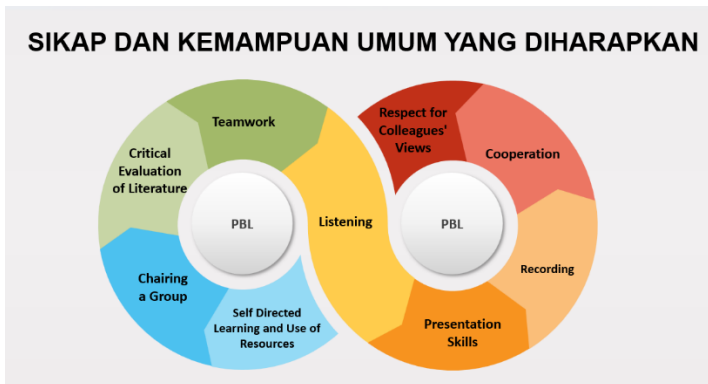 SIKAP DAN KEMAMPUAN UMUM YANG DIHARAPKAN
Teamwork
Critical
Evaluation
of Literature
PBL
Chairing
a Group
Self Directed
Learning and Use of
Resources
Listening
Respect for
Colleagues'
Views
Cooperation
PBL
Recording
Presentation
Skills